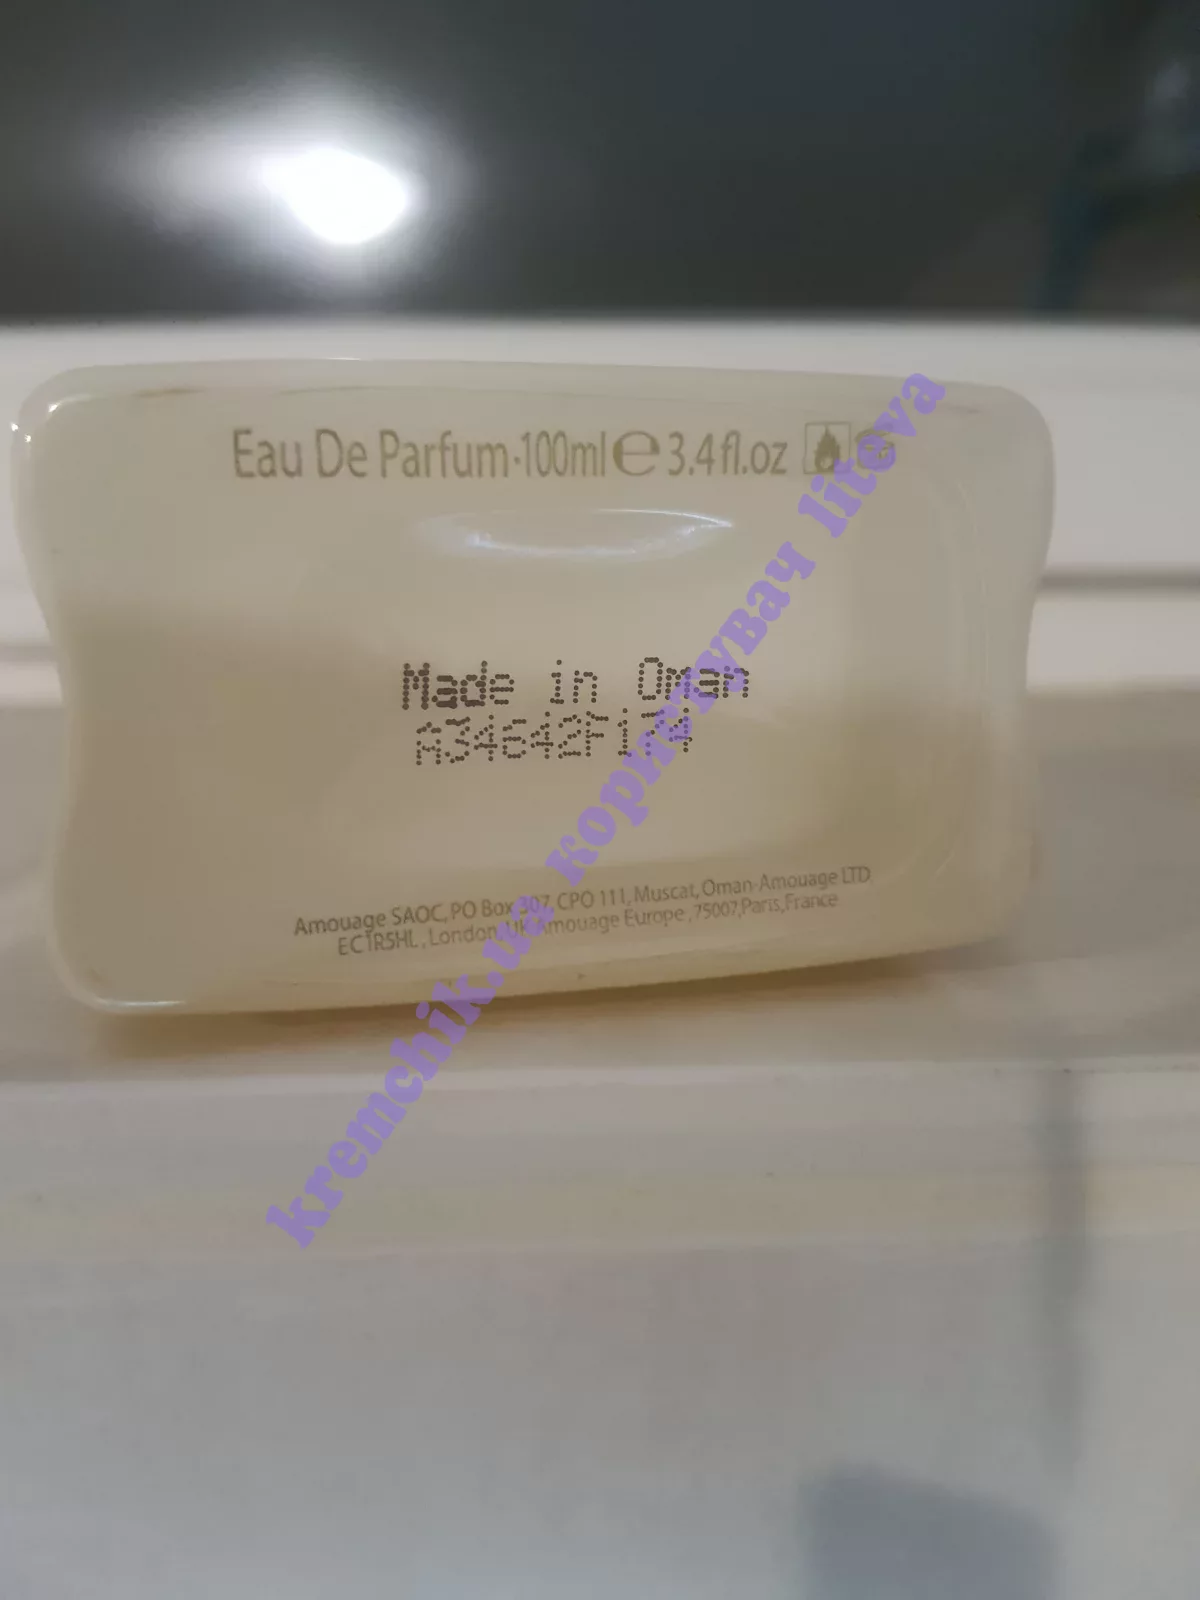 Eau De Parfum·100ml℮3.4fl.oz
Made in Oman
A34642F174
Amouage SAOC, PO Box 307, CPO 111, Muscat, Oman-Amouage LTD
EC1R5HL, London, UK Amouage Europe, 75007, Paris, France
kremchik.ua користувач liteva